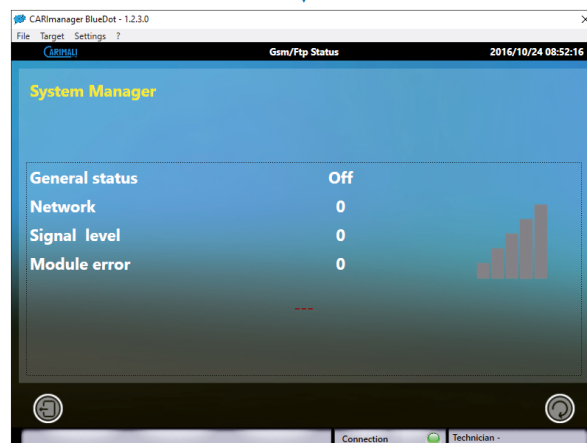 CARImanager BlueDot - 1.2.3.0
File Target Settings ?
CARIMALI Gsm/Ftp Status 2016/10/24 08:52:16
System Manager
General status Off
Network 0
Signal level 0
Module error 0
---
Connection Technician -